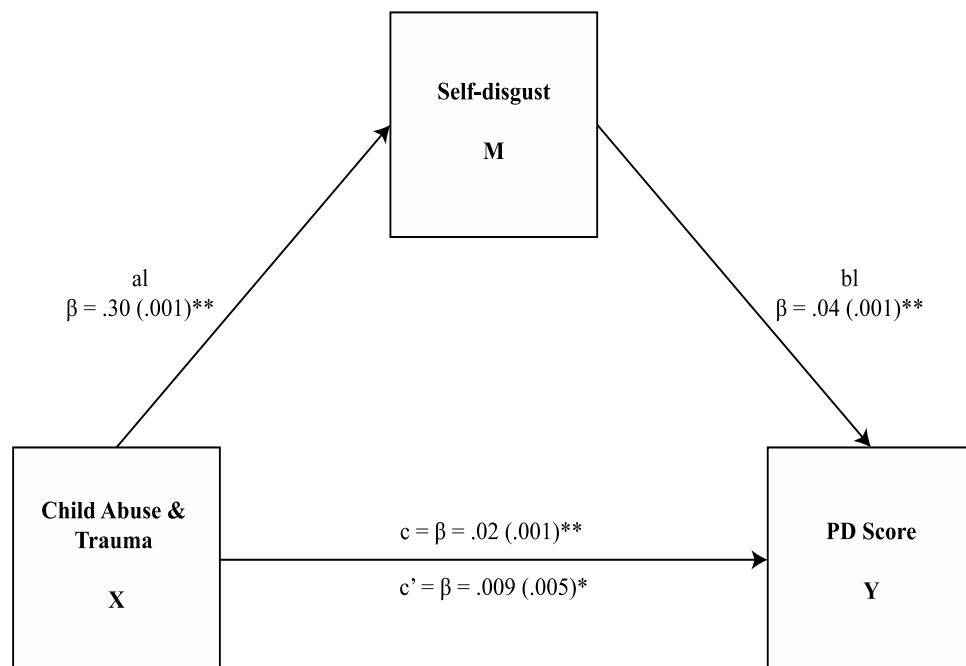 Self-disgust
M
al
β = .30 (.001)**
bl
β = .04 (.001)**
Child Abuse &
Trauma
X
c = β = .02 (.001)**
c’ = β = .009 (.005)*
PD Score
Y